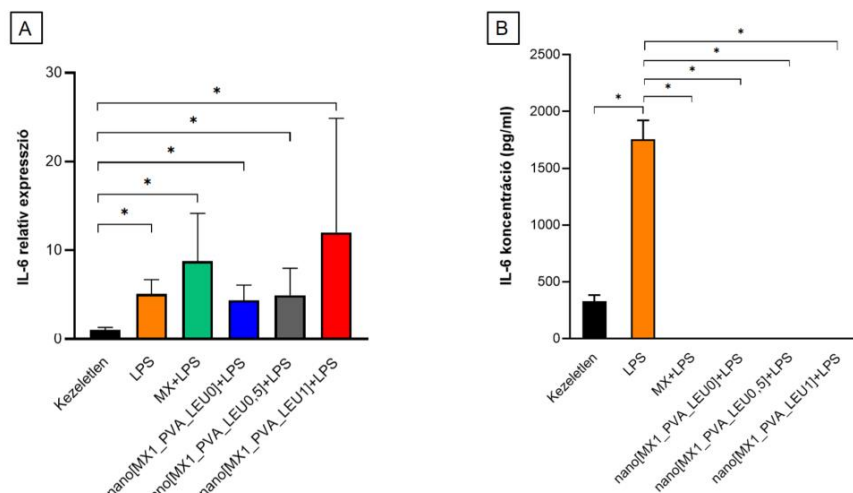 A
IL-6 relatív expresszió
30
20
10
0
*
*
*
*
*
Kezeletlen
LPS
MX+LPS
nano[MX1_PVA_LEU0]+LPS
nano[MX1_PVA_LEU0,5]+LPS
nano[MX1_PVA_LEU1]+LPS
B
IL-6 koncentráció (pg/ml)
2500
2000
1500
1000
500
0
*
*
*
*
*
Kezeletlen
LPS
MX+LPS
nano[MX1_PVA_LEU0]+LPS
nano[MX1_PVA_LEU0,5]+LPS
nano[MX1_PVA_LEU1]+LPS